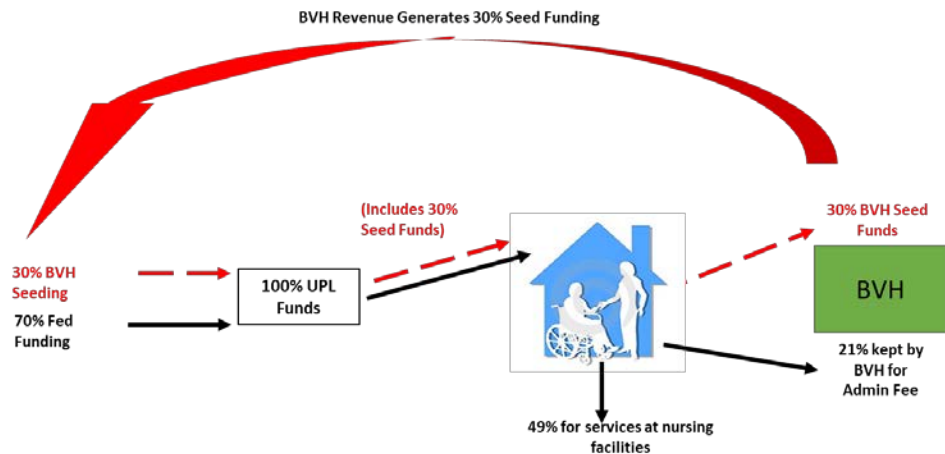 BVH Revenue Generates 30% Seed Funding
(Includes 30%
Seed Funds)
30% BVH Seed
Funds
30% BVH
Seeding
100% UPL
Funds
BVH
70% Fed
Funding
21% kept by
BVH for
Admin Fee
49% for services at nursing
facilities